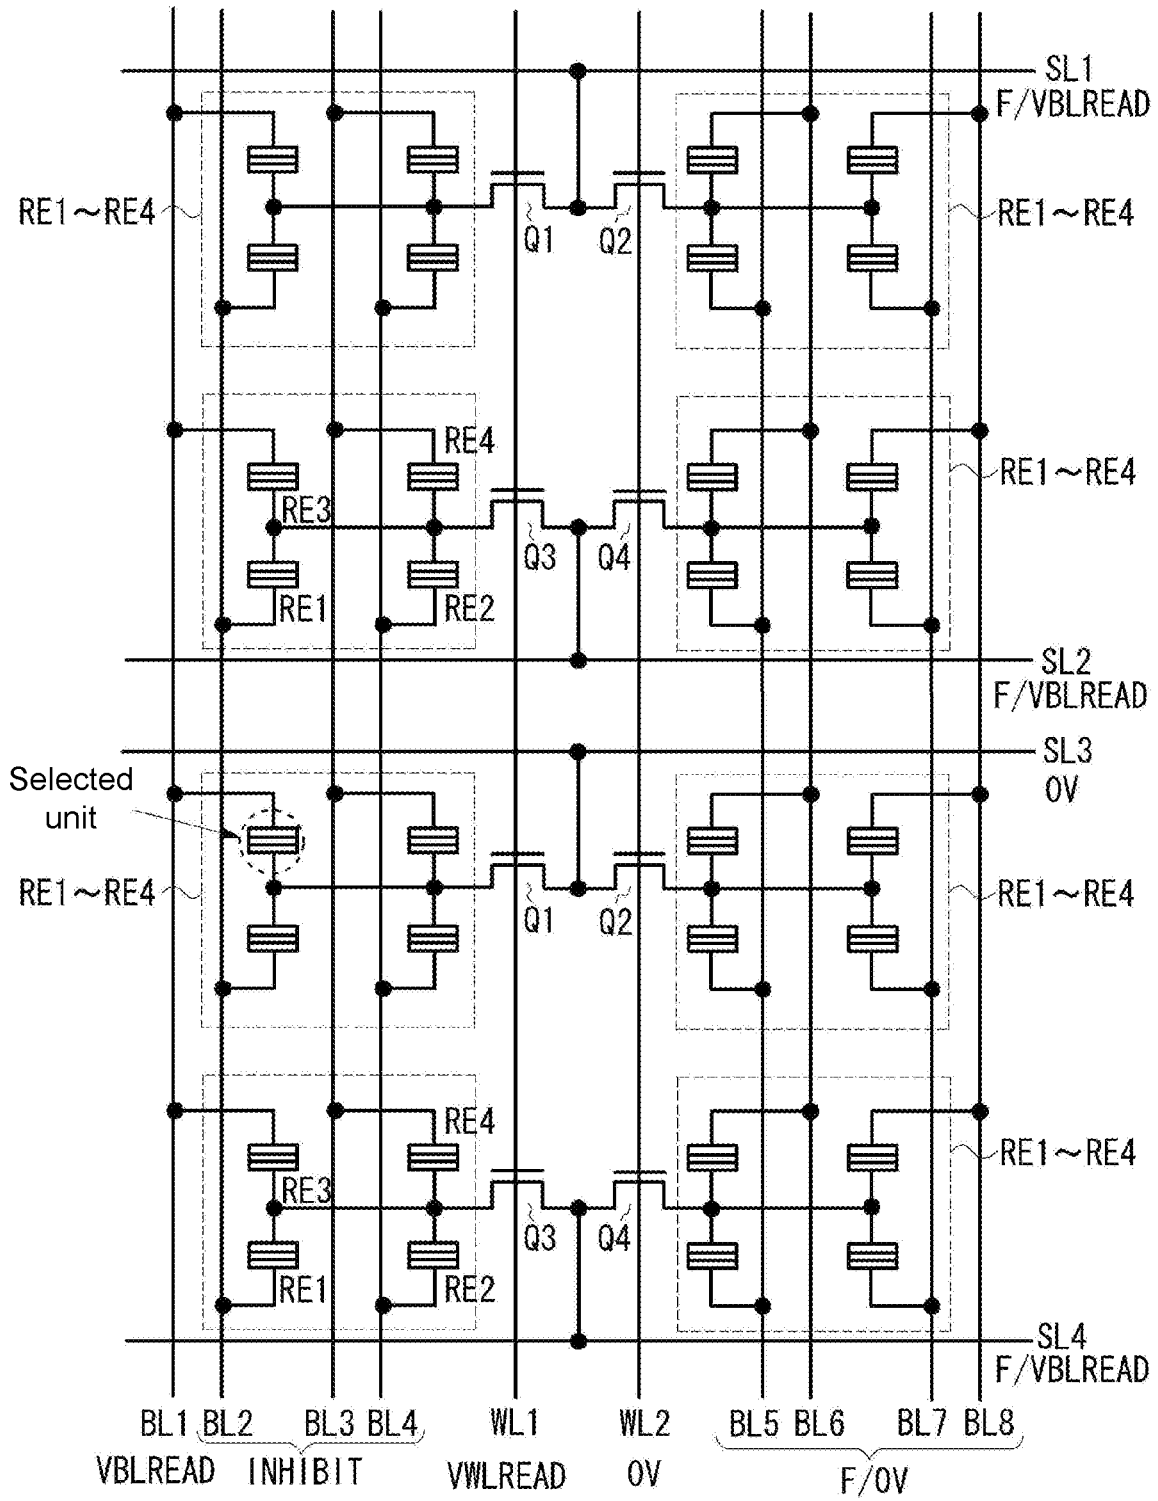 SL1
F/VBLREAD
RE1~RE4
RE1~RE4
Q1
Q2
RE4
RE1~RE4
RE3
Q3
Q4
RE1
RE2
SL2
F/VBLREAD
SL3
0V
Selected
unit
RE1~RE4
RE1~RE4
Q1
Q2
RE4
RE1~RE4
RE3
Q3
Q4
RE1
RE2
SL4
F/VBLREAD
BL1 BL2 BL3 BL4 WL1 WL2 BL5 BL6 BL7 BL8
VBLREAD INHIBIT VWLREAD 0V F/0V